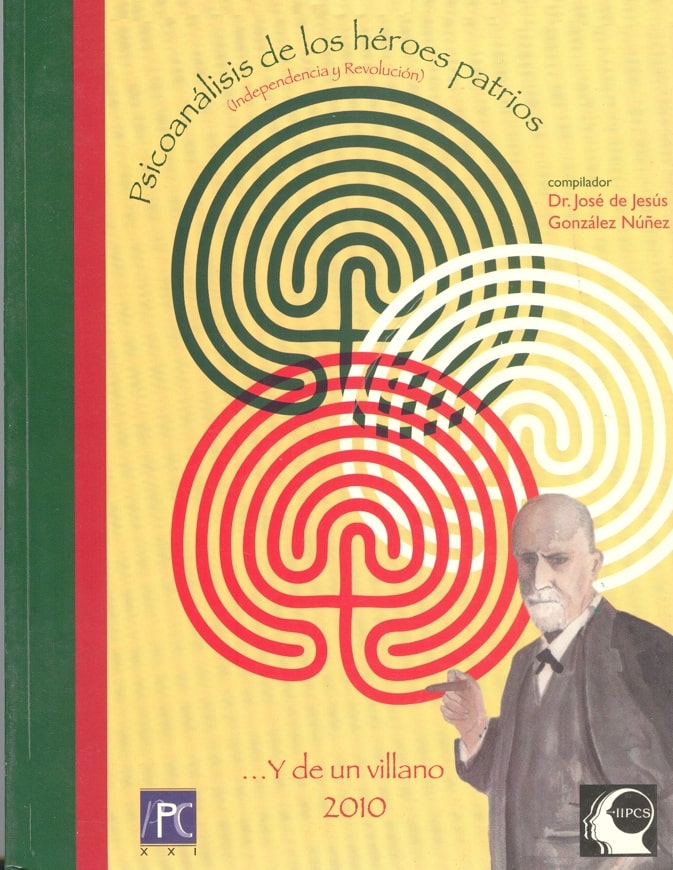 Psicoanálisis de los héroes patrios
(Independencia y Revolución)
compilador
Dr. José de Jesús
González Núñez
...Y de un villano
2010
PPC
XXI
IIPCS